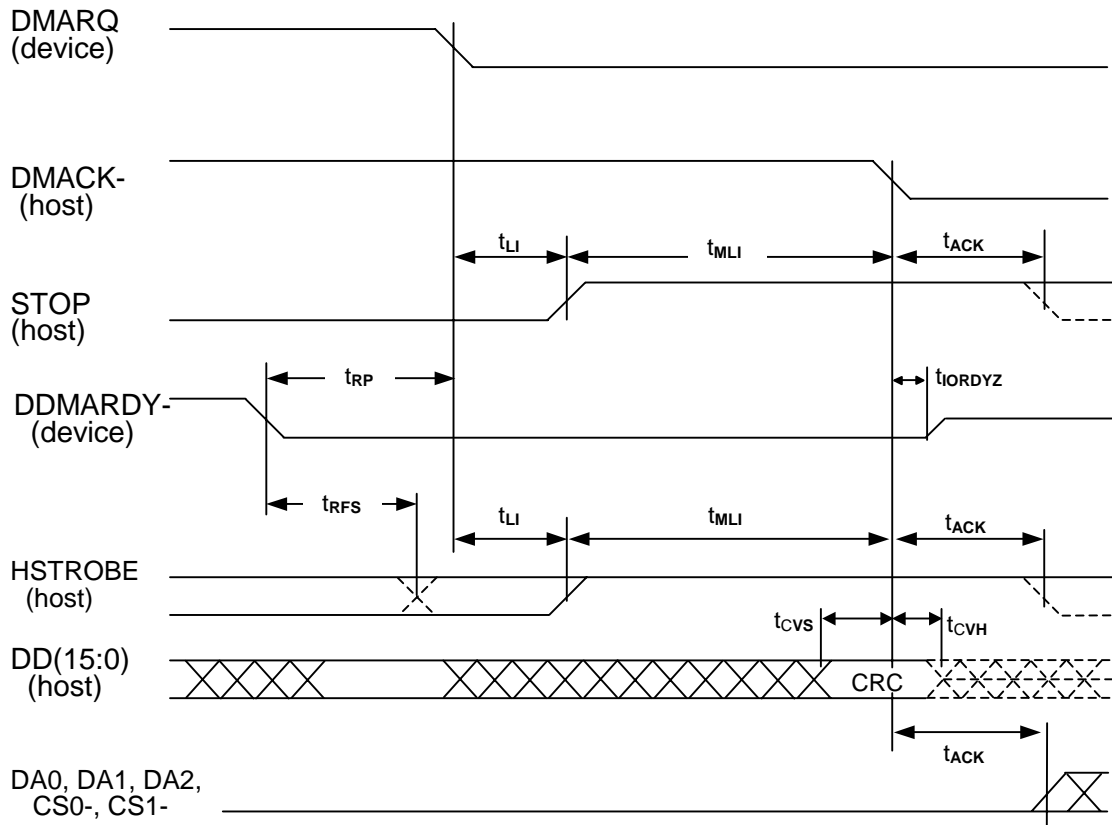 DMARQ
(device)
DMACK-
(host)
tLI
tMLI
tACK
STOP
(host)
tRP
tIORDYZ
DDMARDY-
(device)
tRFS
tLI
tMLI
tACK
HSTROBE
(host)
tCVS
tCVH
DD(15:0)
(host)
CRC
tACK
DA0, DA1, DA2,
CS0-, CS1-